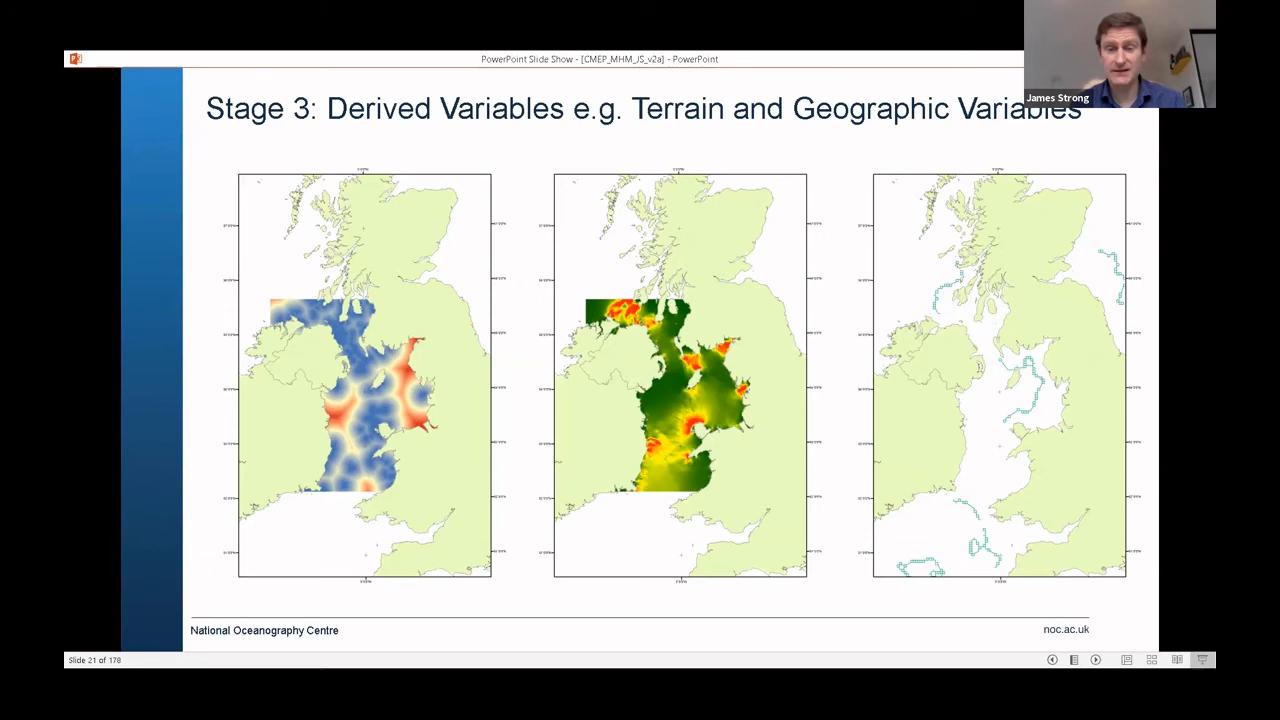 PowerPoint Slide Show - [CMEP_MHM_JS_v2a] - PowerPoint
James Strong
Stage 3: Derived Variables e.g. Terrain and Geographic Variables
National Oceanography Centre
noc.ac.uk
Slide 21 of 178